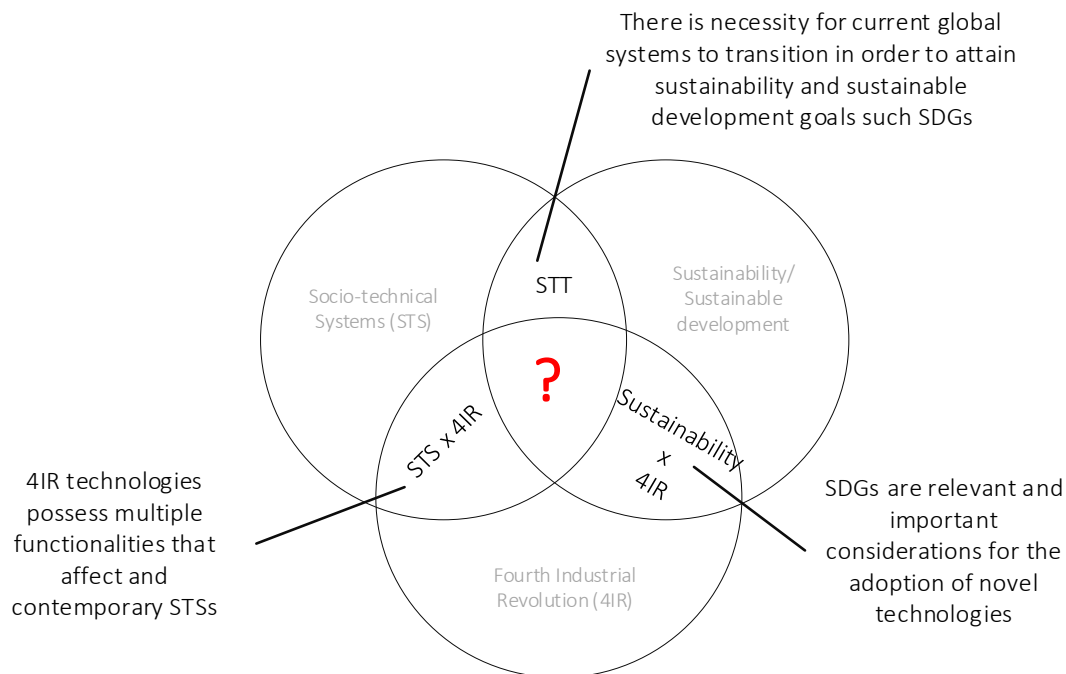 There is necessity for current global
systems to transition in order to attain
sustainability and sustainable
development goals such SDGs
Socio-technical
Systems (STS)
STT
Sustainability/
Sustainable
development
?
STS x 4IR
Sustainability
x
4IR
4IR technologies
possess multiple
functionalities that
affect and
contemporary STSs
SDGs are relevant and
important
considerations for the
adoption of novel
technologies
Fourth Industrial
Revolution (4IR)